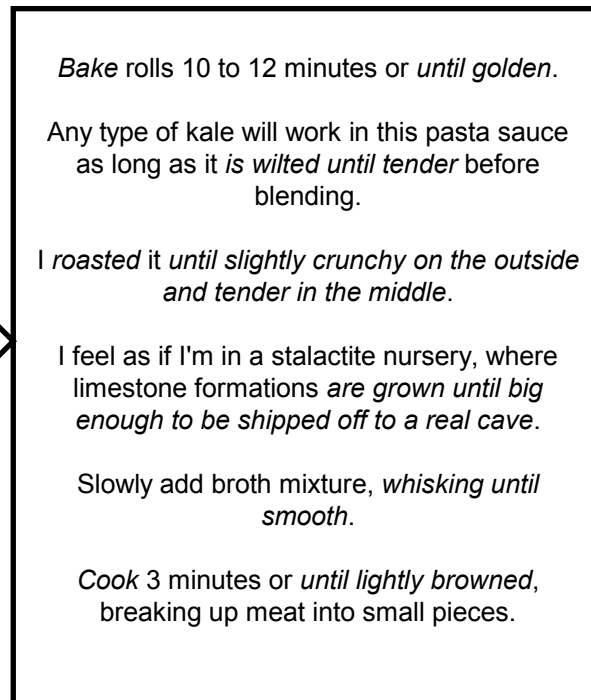 Bake rolls 10 to 12 minutes or until golden.
Any type of kale will work in this pasta sauce
as long as it is wilted until tender before
blending.
I roasted it until slightly crunchy on the outside
and tender in the middle.
I feel as if I'm in a stalactite nursery, where
limestone formations are grown until big
enough to be shipped off to a real cave.
Slowly add broth mixture, whisking until
smooth.
Cook 3 minutes or until lightly browned,
breaking up meat into small pieces.